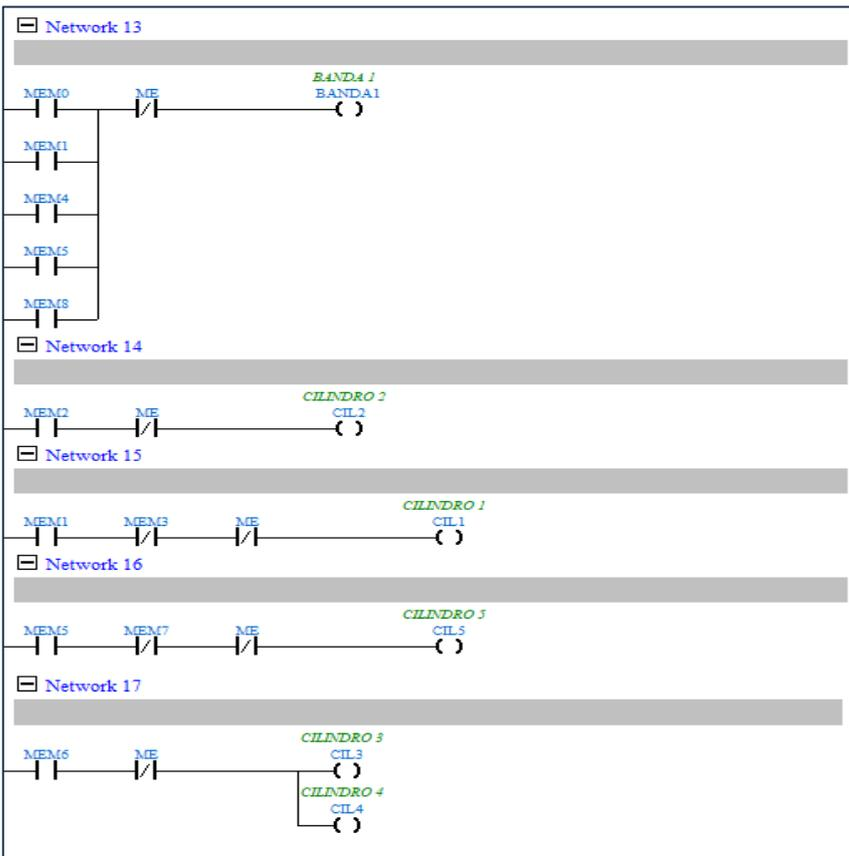 Network 13
BANDA 1
MEM0 ME BANDA1
MEM1
MEM4
MEM5
MEM8
Network 14
CILINDRO 2
MEM2 ME CIL2
Network 15
CILINDRO 1
MEM1 MEM3 ME CIL1
Network 16
CILINDRO 5
MEM5 MEM7 ME CIL5
Network 17
CILINDRO 3
MEM6 ME CIL3
CILINDRO 4
CIL4